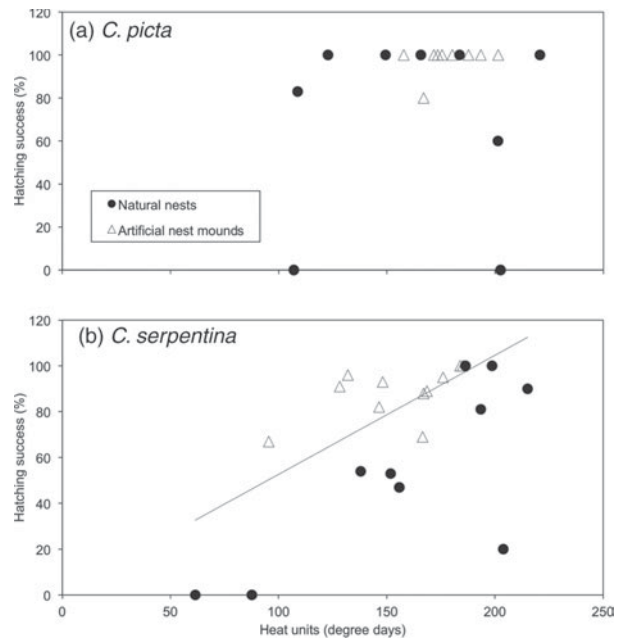 (a) C. picta
120
100
80
60
40
20
0
Hatching success (%)
Natural nests
Artificial nest mounds
(b) C. serpentina
120
100
80
60
40
20
0
Hatching success (%)
0 50 100 150 200 250
Heat units (degree days)